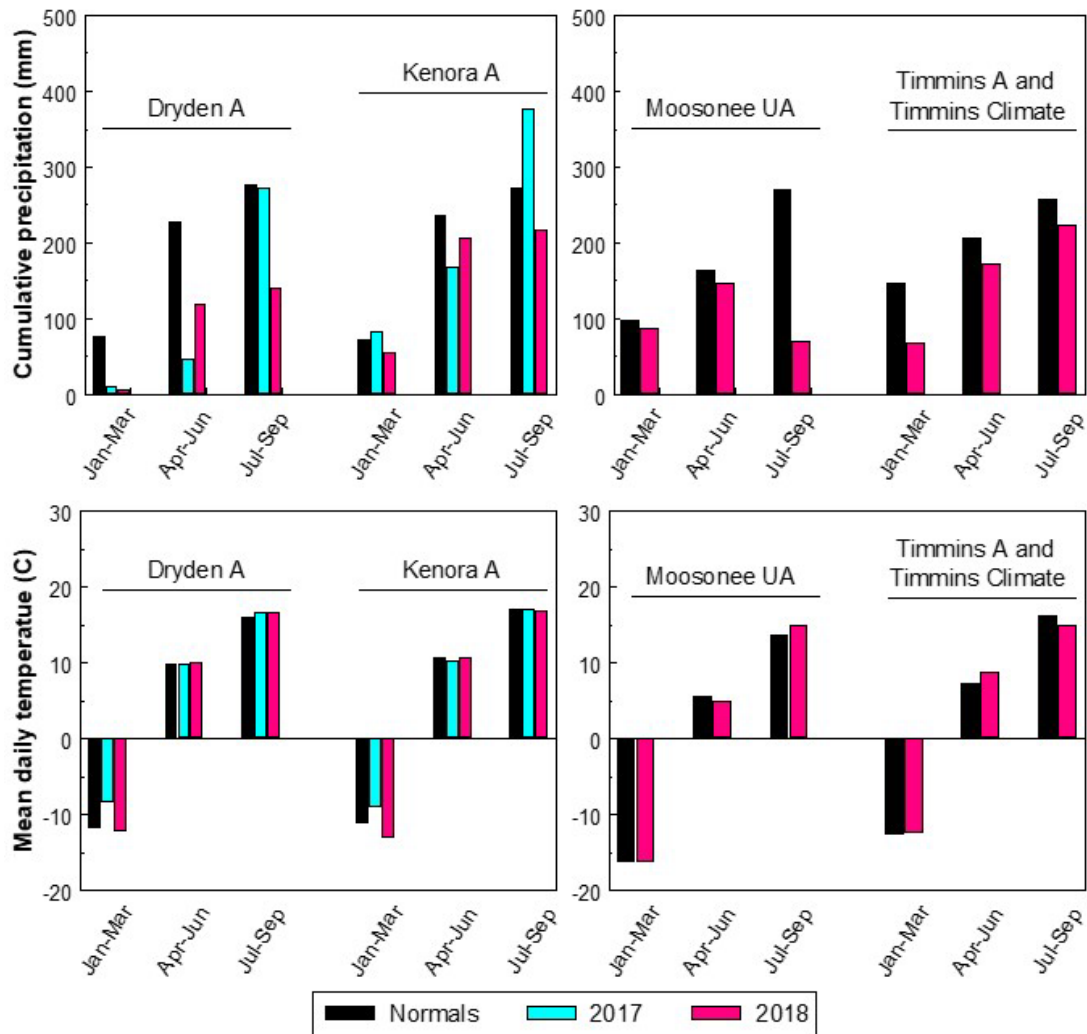 Cumulative precipitation (mm)
500
400
300
200
100
0
Dryden A
Kenora A
Jan-Mar
Apr-Jun
Jul-Sep
Jan-Mar
Apr-Jun
Jul-Sep
500
400
300
200
100
0
Moosonee UA
Timmins A and
Timmins Climate
Jan-Mar
Apr-Jun
Jul-Sep
Jan-Mar
Apr-Jun
Jul-Sep
Mean daily temperatue (C)
30
20
10
0
-10
-20
Dryden A
Kenora A
Jan-Mar
Apr-Jun
Jul-Sep
Jan-Mar
Apr-Jun
Jul-Sep
30
20
10
0
-10
-20
Moosonee UA
Timmins A and
Timmins Climate
Jan-Mar
Apr-Jun
Jul-Sep
Jan-Mar
Apr-Jun
Jul-Sep
Normals 2017 2018